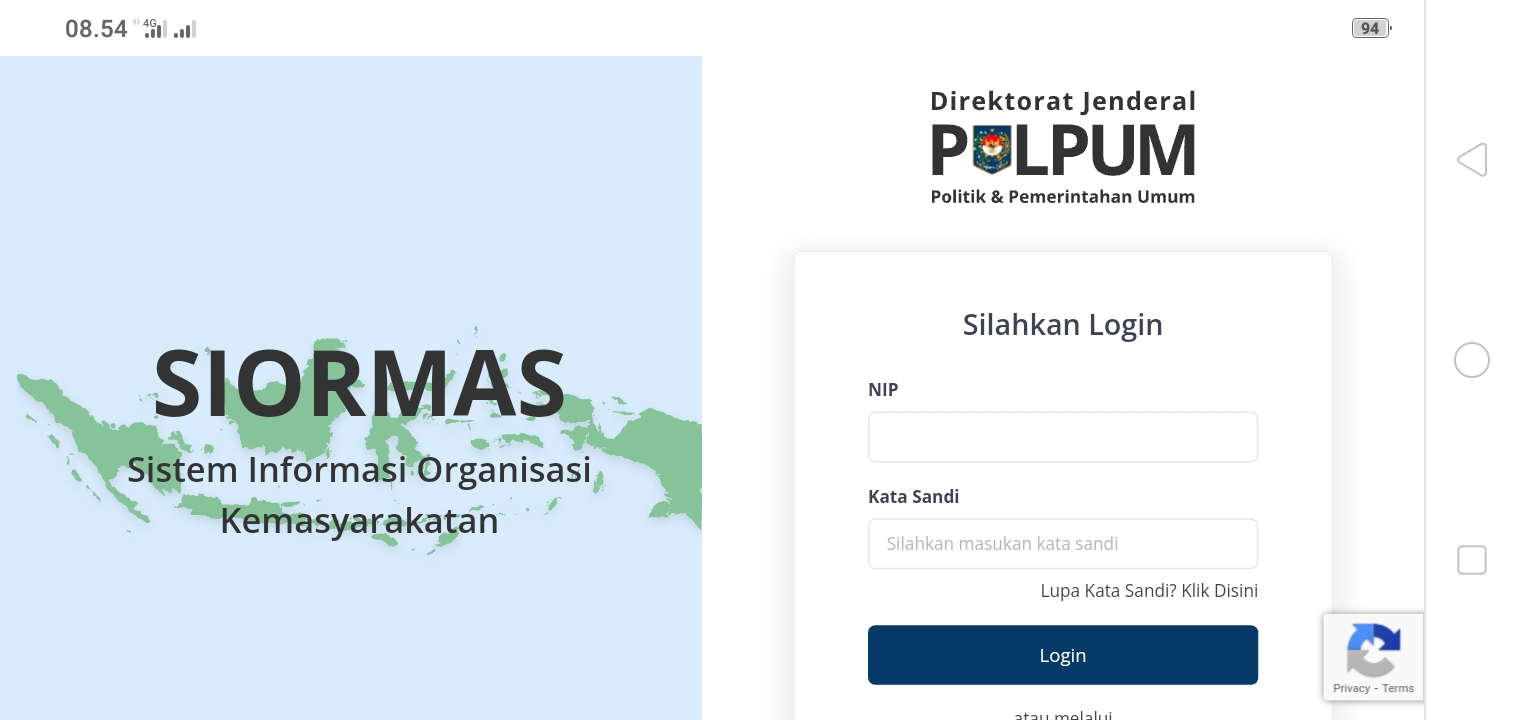 08.54
4G
94
SIORMAS
Sistem Informasi Organisasi
Kemasyarakatan
Direktorat Jenderal
POLPUM
Politik & Pemerintahan Umum
Silahkan Login
NIP
Kata Sandi
Silahkan masukan kata sandi
Lupa Kata Sandi? Klik Disini
Login
atau melalui
Privacy - Terms